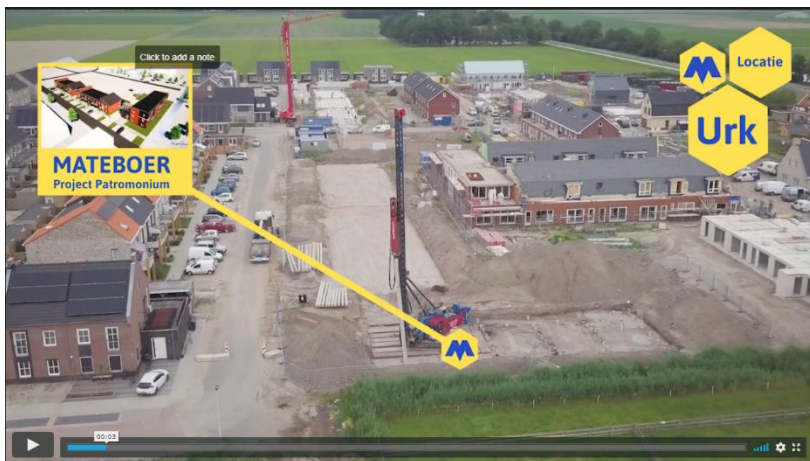 Click to add a note
MATEBOER
Project Patromonium
M
Locatie
Urk
M
00:03